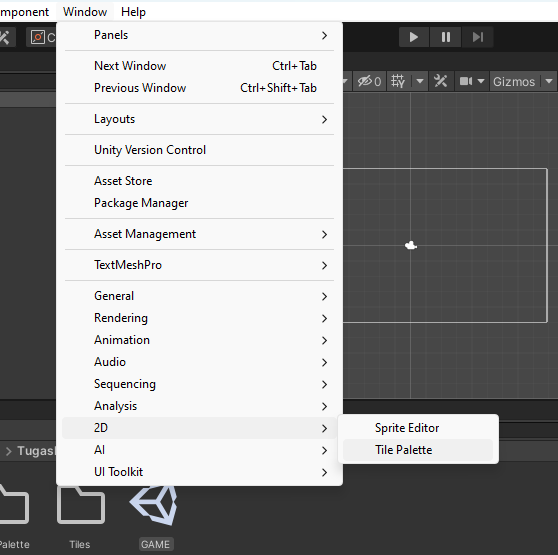 mponent Window Help
Panels
Next Window Ctrl+Tab
Previous Window Ctrl+Shift+Tab
Layouts
Unity Version Control
Asset Store
Package Manager
Asset Management
TextMeshPro
General
Rendering
Animation
Audio
Sequencing
Analysis
2D
AI
UI Toolkit
Sprite Editor
Tile Palette
C
0
Gizmos
> Tugas
Palette Tiles GAME